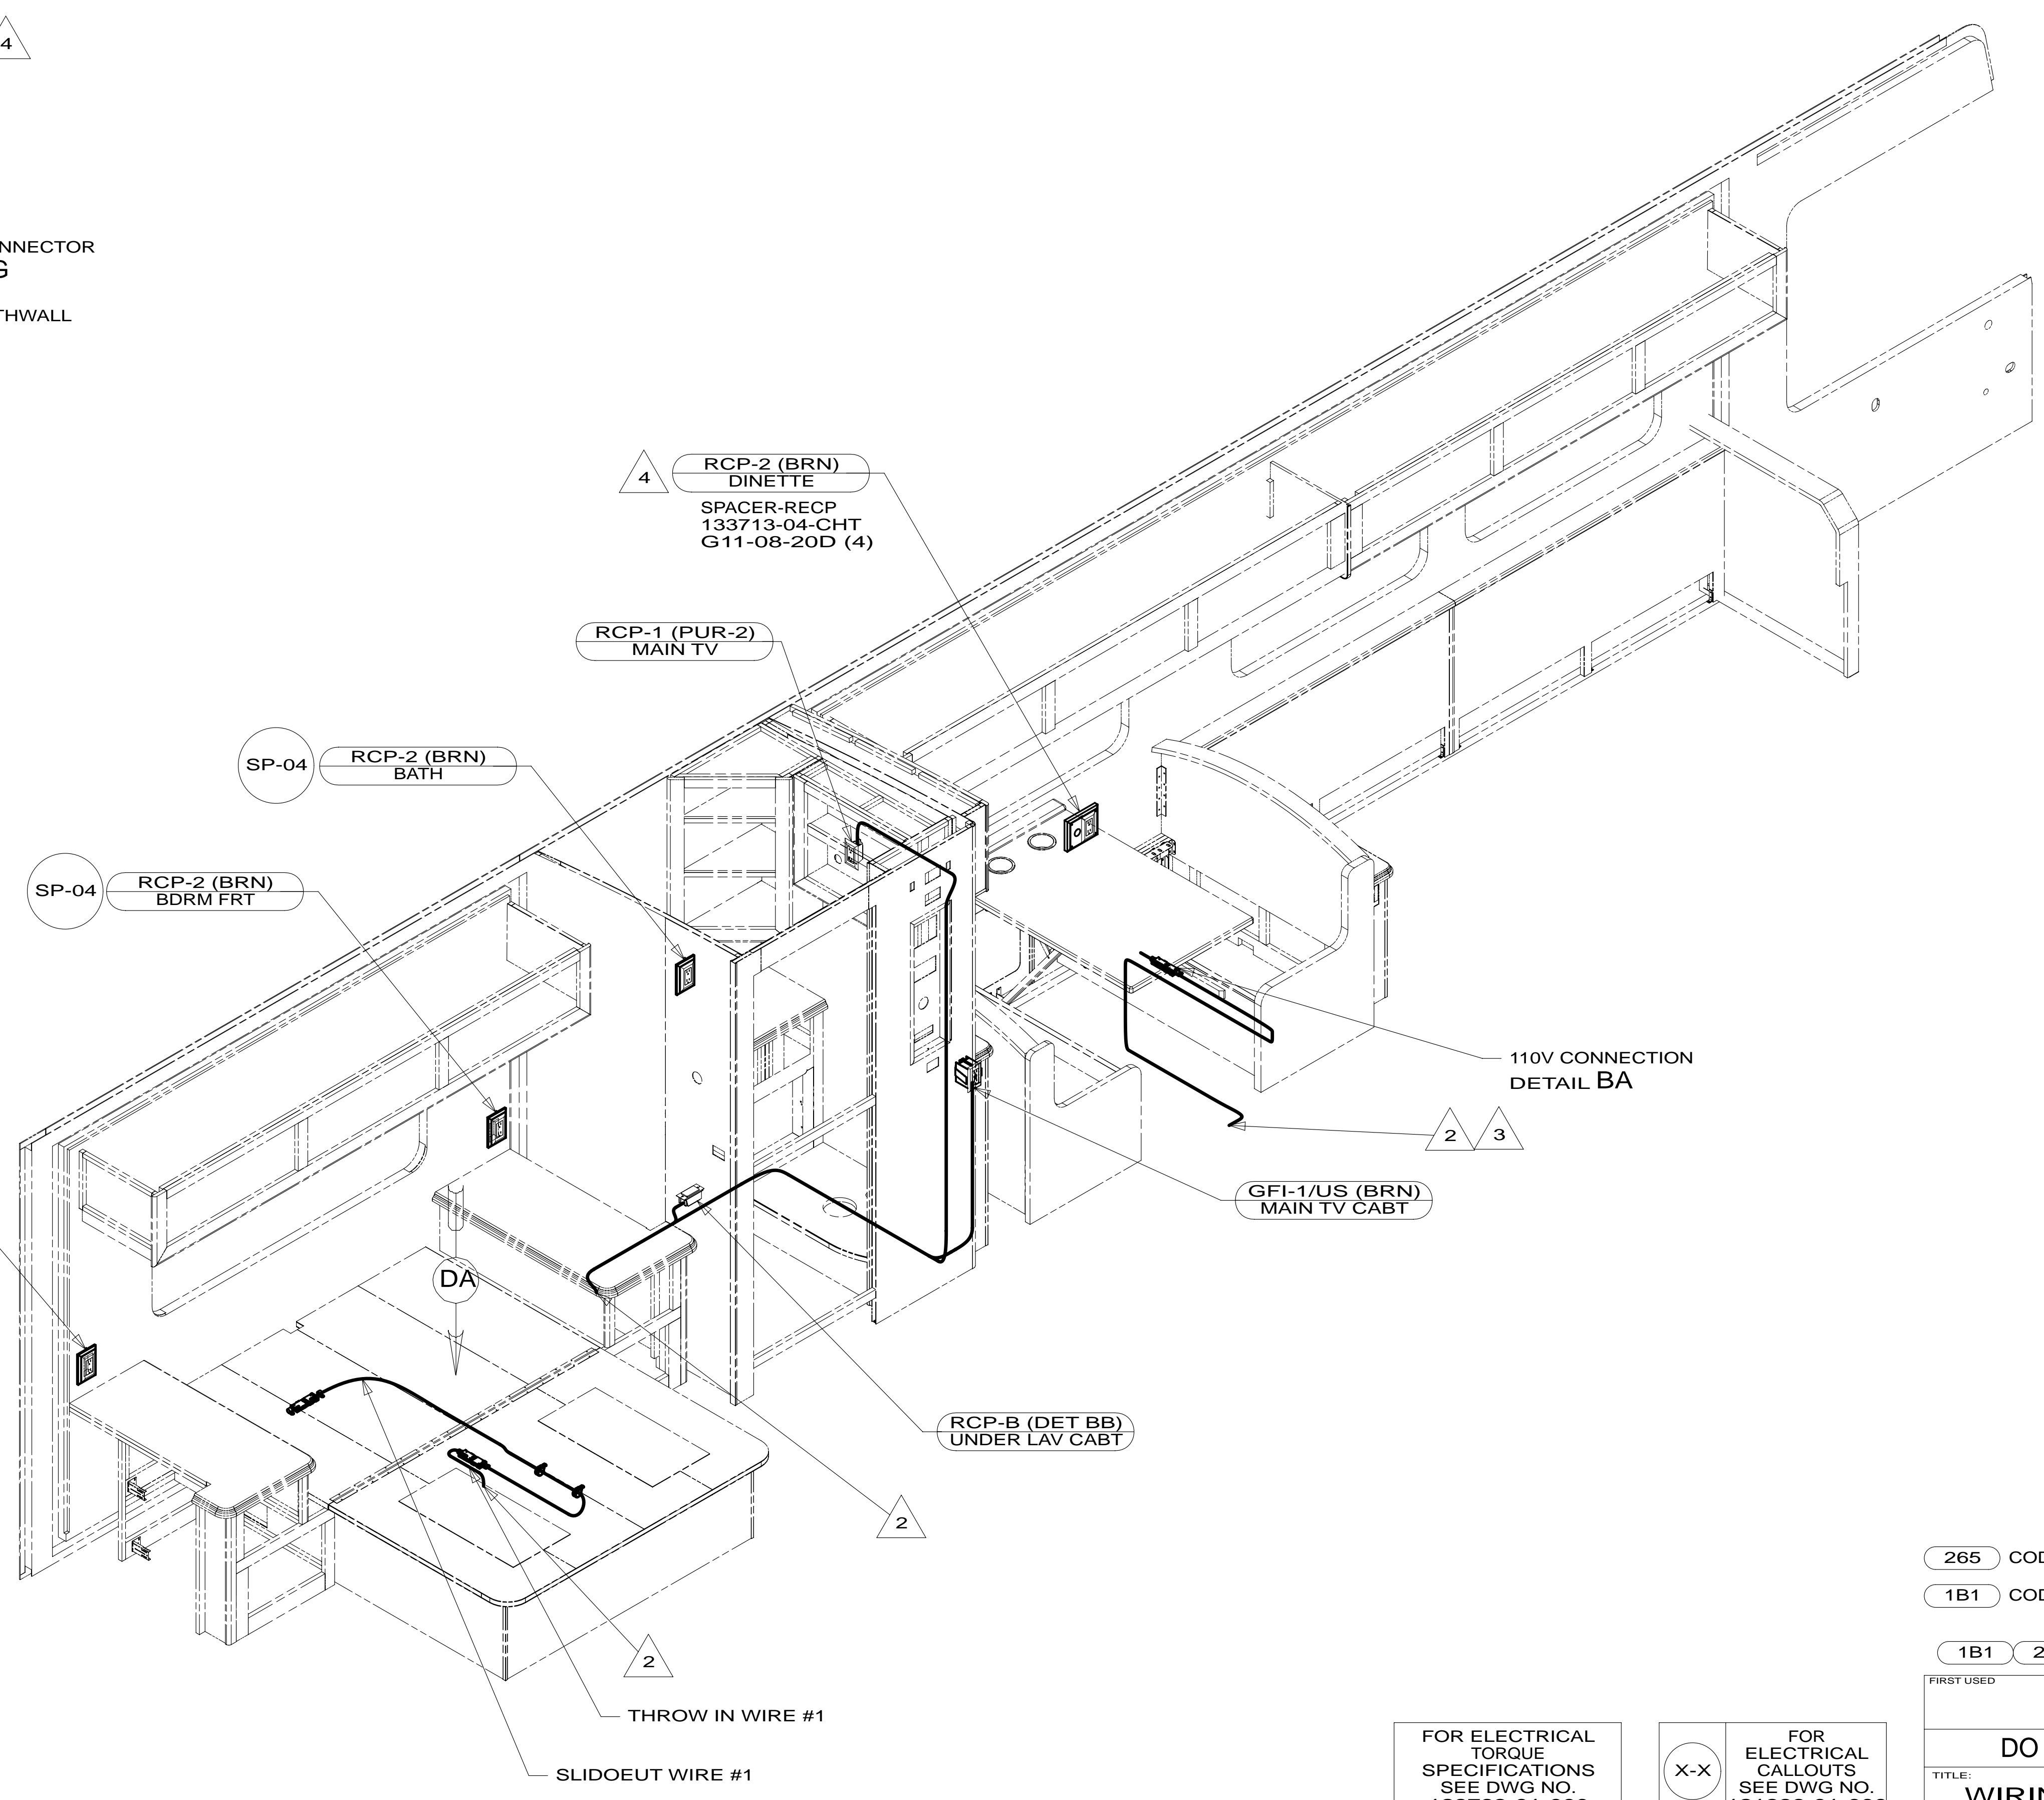 4
NNECTOR
G
THWALL
4
RCP-2 (BRN)
DINETTE
SPACER-RECP
133713-04-CHT
G11-08-20D (4)
RCP-1 (PUR-2)
MAIN TV
SP-04
RCP-2 (BRN)
BATH
SP-04
RCP-2 (BRN)
BDRM FRT
110V CONNECTION
DETAIL BA
2
3
GFI-1/US (BRN)
MAIN TV CABT
DA
RCP-B (DET BB)
UNDER LAV CABT
2
2
THROW IN WIRE #1
SLIDOEUT WIRE #1
265 COD
1B1 COD
1B1 2
FIRST USED
DO
TITLE:
WIRIN
FOR ELECTRICAL
TORQUE
SPECIFICATIONS
SEE DWG NO.
X-X
FOR
ELECTRICAL
CALLOUTS
SEE DWG NO.